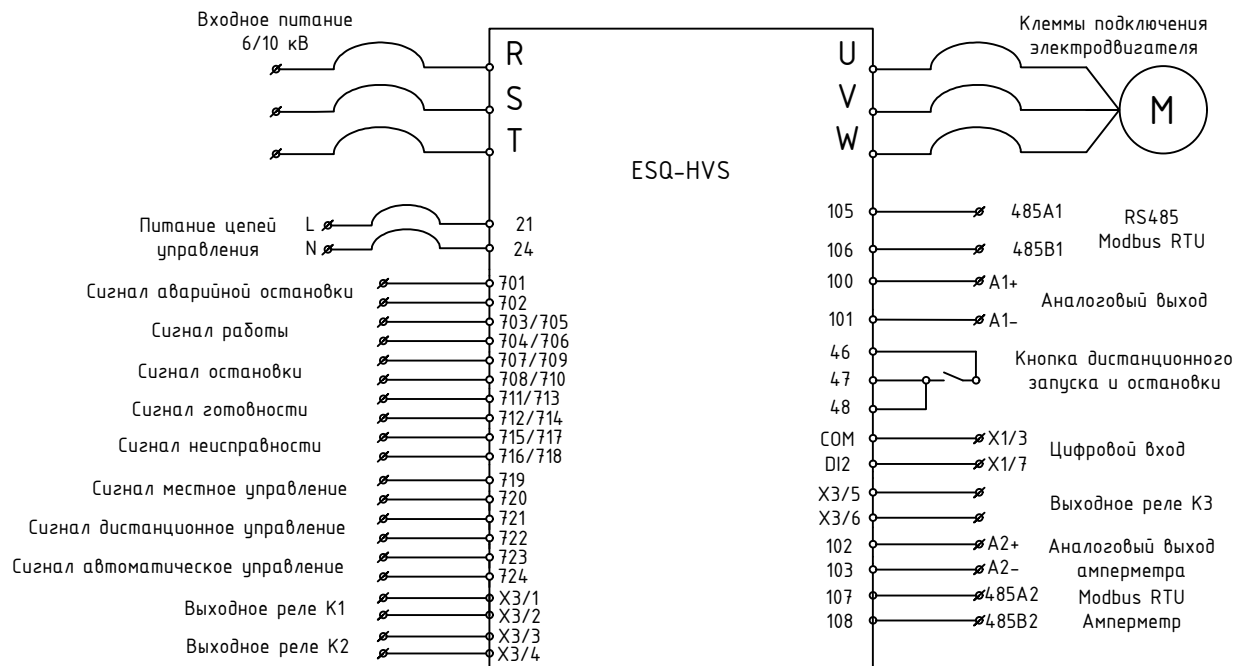 Входное питание
6/10 кВ
R
S
T
ESQ-HVS
U
V
W
Клеммы подключения
электродвигателя
M
Питание цепей
управления
L
N
21
24
Сигнал аварийной остановки
701
702
Сигнал работы
703/705
704/706
Сигнал остановки
707/709
708/710
Сигнал готовности
711/713
712/714
Сигнал неисправности
715/717
716/718
Сигнал местное управление
719
720
Сигнал дистанционное управление
721
722
Сигнал автоматическое управление
723
724
Выходное реле К1
X3/1
X3/2
Выходное реле К2
X3/3
X3/4
105
485A1
106
485B1
RS485
Modbus RTU
100
A1+
101
A1-
Аналоговый выход
46
47
48
Кнопка дистанционного
запуска и остановки
COM
X1/3
DI2
X1/7
Цифровой вход
X3/5
X3/6
Выходное реле К3
102
A2+
103
A2-
Аналоговый выход
амперметра
107
485A2
108
485B2
Modbus RTU
Амперметр